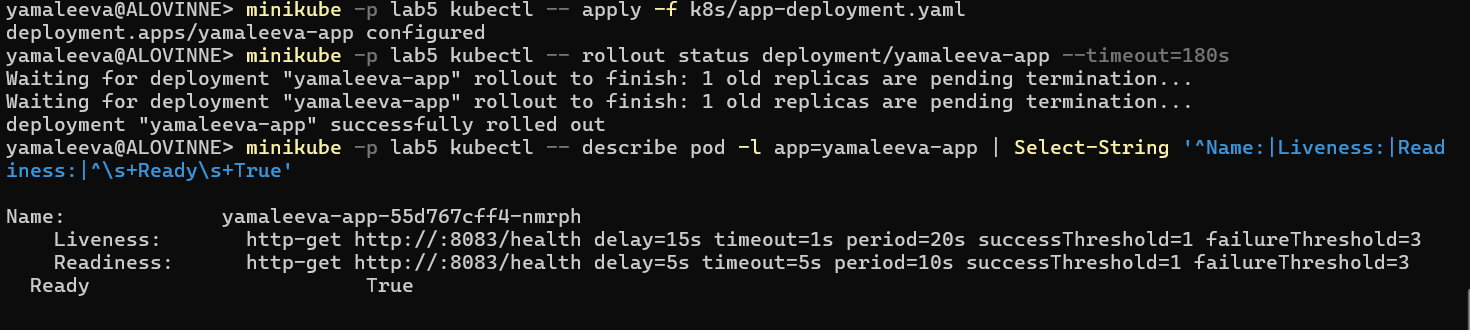 yamaleeva@ALOVINNE> minikube -p lab5 kubectl -- apply -f k8s/app-deployment.yaml
deployment.apps/yamaleeva-app configured
yamaleeva@ALOVINNE> minikube -p lab5 kubectl -- rollout status deployment/yamaleeva-app --timeout=180s
Waiting for deployment "yamaleeva-app" rollout to finish: 1 old replicas are pending termination...
Waiting for deployment "yamaleeva-app" rollout to finish: 1 old replicas are pending termination...
deployment "yamaleeva-app" successfully rolled out
yamaleeva@ALOVINNE> minikube -p lab5 kubectl -- describe pod -l app=yamaleeva-app | Select-String '^Name:|Liveness:|Read
iness:|^\s+Ready\s+True'
Name:             yamaleeva-app-55d767cff4-nmrph
    Liveness:       http-get http://:8083/health delay=15s timeout=1s period=20s successThreshold=1 failureThreshold=3
    Readiness:      http-get http://:8083/health delay=5s timeout=5s period=10s successThreshold=1 failureThreshold=3
  Ready                       True